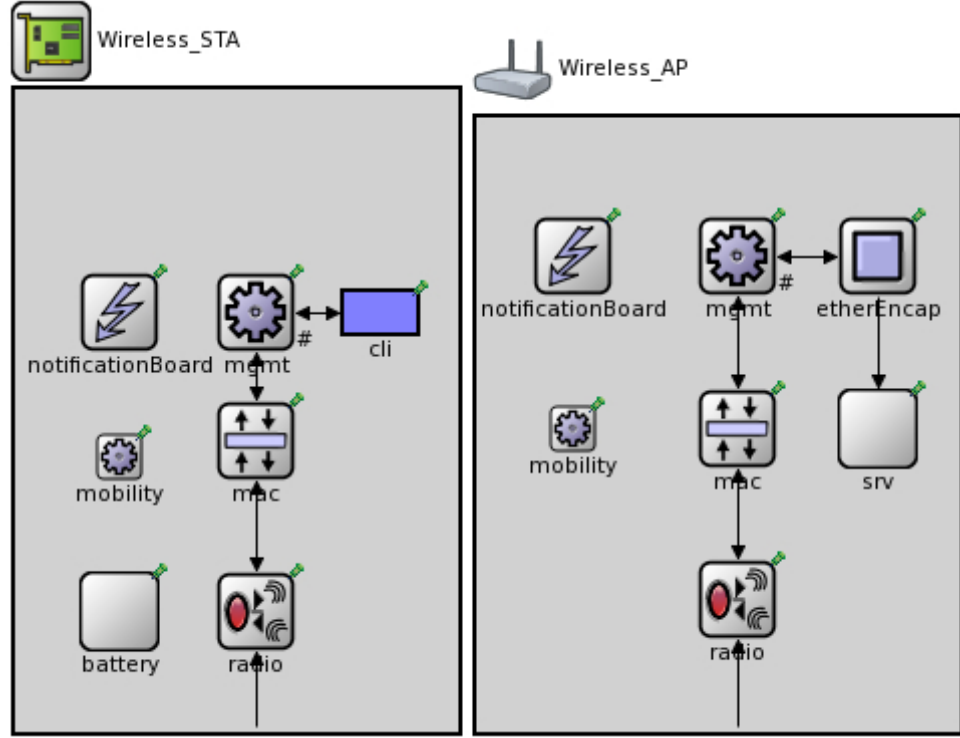 Wireless_STA
notificationBoard
mgmt
#
cli
mobility
mac
battery
radio
Wireless_AP
notificationBoard
mgmt
#
etherEncap
mobility
mac
srv
radio